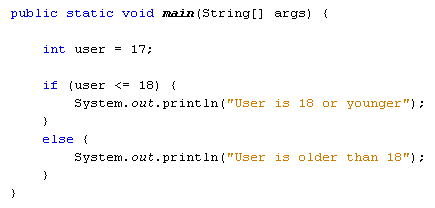 public static void main(String[] args) {
int user = 17;
if (user <= 18) {
System.out.println("User is 18 or younger");
}
else {
System.out.println("User is older than 18");
}
}